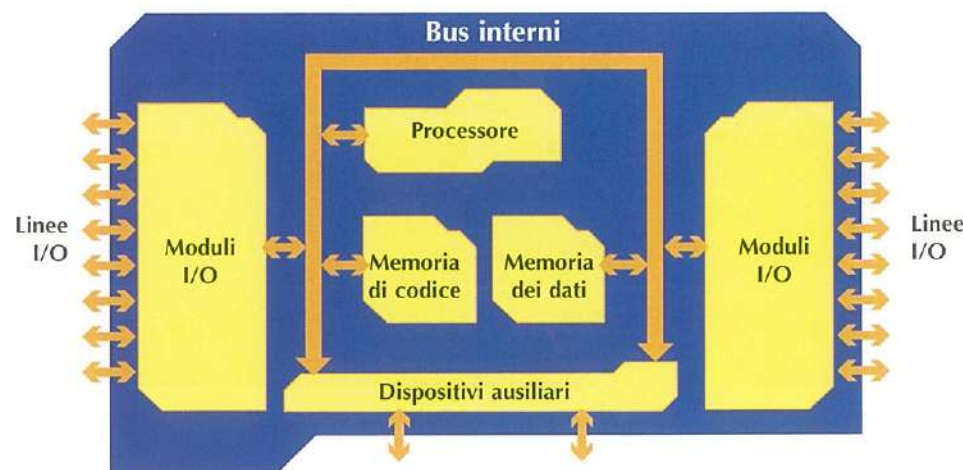 Bus interni
Processore
Linee
I/O
Moduli
I/O
Memoria
di codice
Memoria
dei dati
Moduli
I/O
Linee
I/O
Dispositivi ausiliari